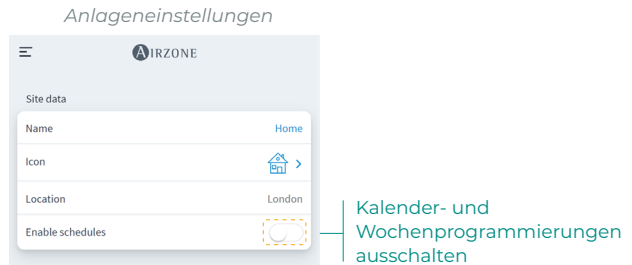 Anlageneinstellungen
AIRZONE
Site data
Name Home
Icon
Location London
Enable schedules
Kalender- und
Wochenprogrammierungen
ausschalten